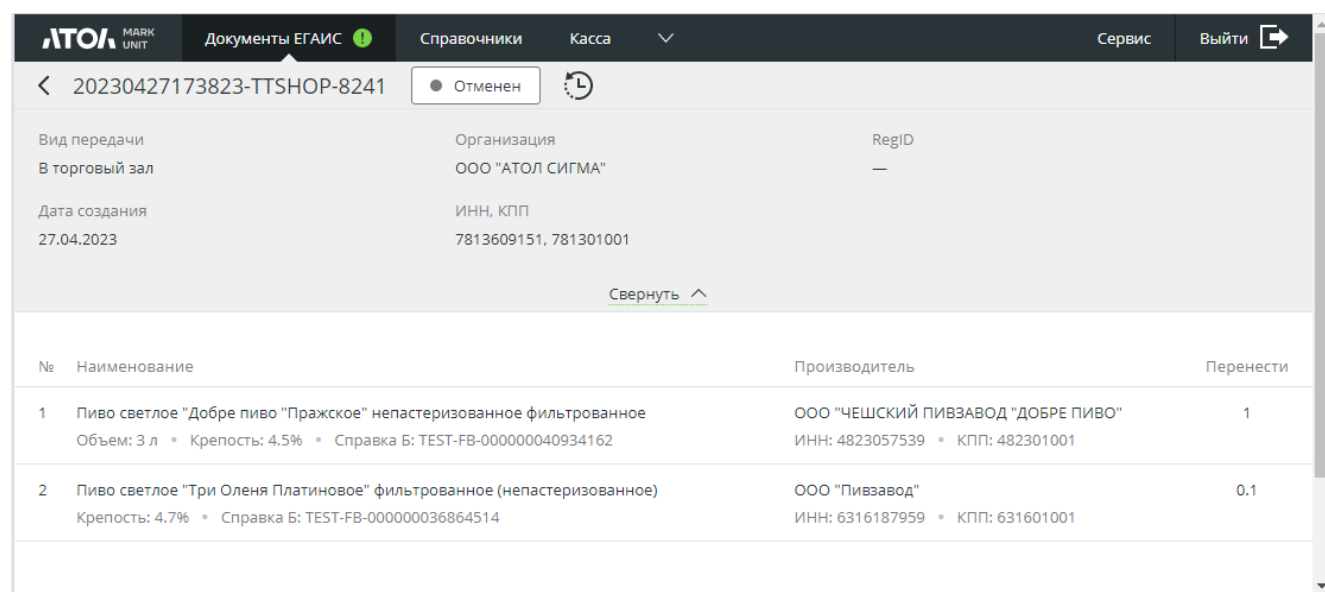 АТОЛ MARK UNIT Документы ЕГАИС ! Справочники Касса Сервис Выйти
20230427173823-TTSHOP-8241 Отменен
Вид передачи Организация RegID
В торговый зал ООО "АТОЛ СИГМА" —
Дата создания ИНН, КПП
27.04.2023 7813609151, 781301001
Свернуть
№ Наименование Производитель Перенести
1 Пиво светлое "Добре пиво "Пражское" непастеризованное фильтрованное ООО "ЧЕШСКИЙ ПИВЗАВОД "ДОБРЕ ПИВО" 1
Объем: 3 л • Крепость: 4.5% • Справка Б: TEST-FB-000000040934162 ИНН: 4823057539 • КПП: 482301001
2 Пиво светлое "Три Оленя Платиновое" фильтрованное (непастеризованное) ООО "Пивзавод" 0.1
Крепость: 4.7% • Справка Б: TEST-FB-000000036864514 ИНН: 6316187959 • КПП: 631601001